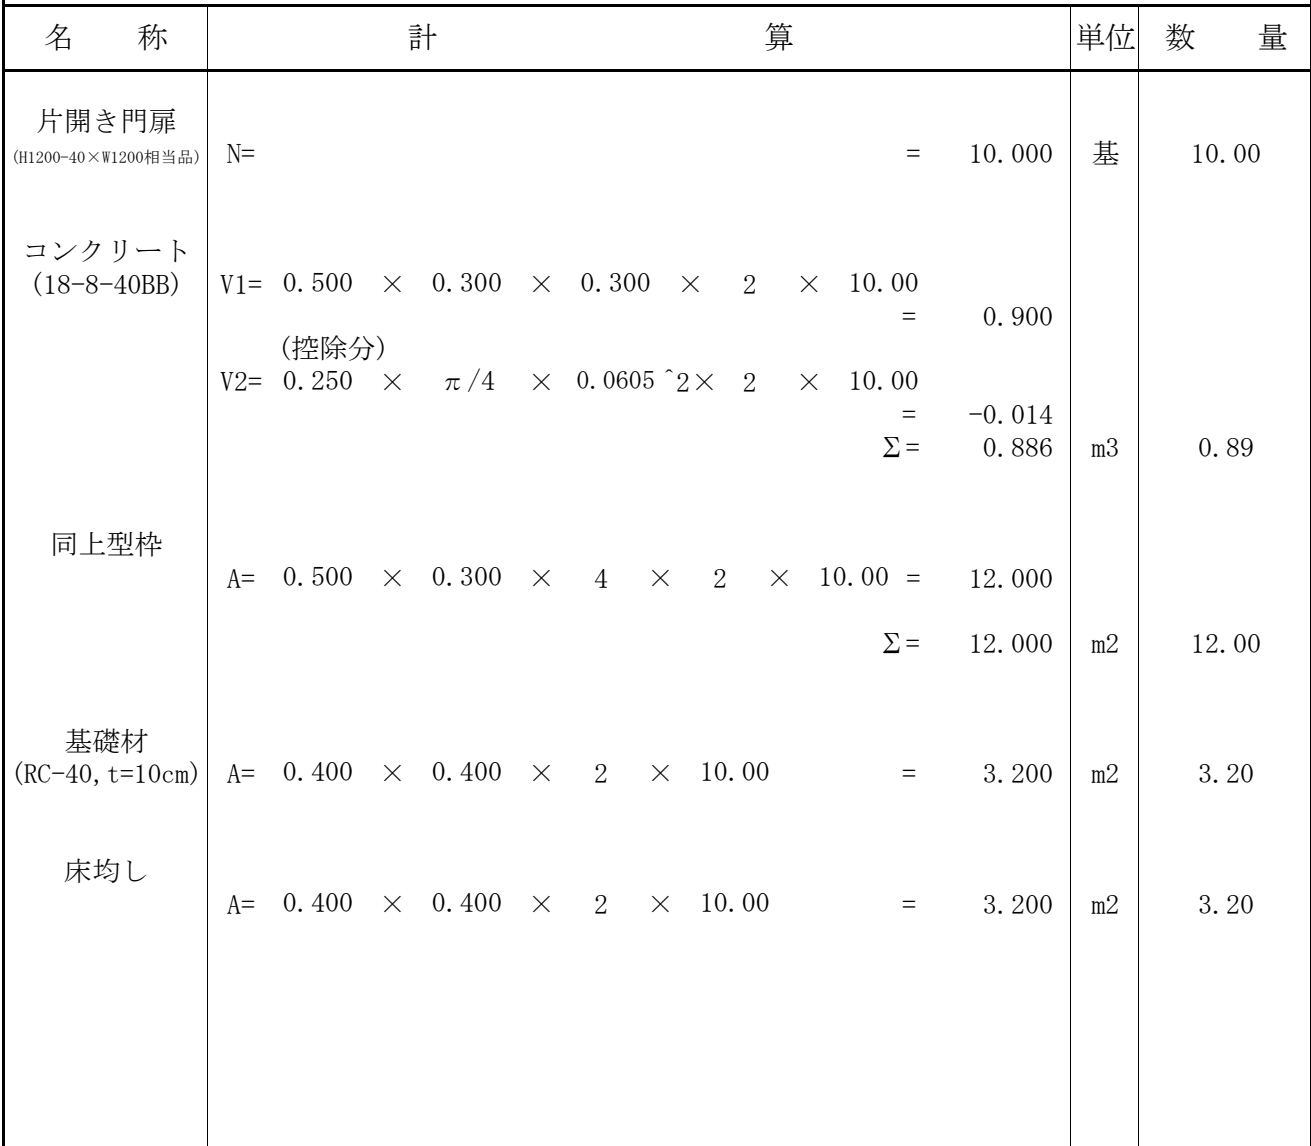 名 称 計 算 単位 数 量
片開き門扉
(H1200-40×W1200相当品) N= = 10.000 基 10.00
コンクリート
(18-8-40BB) V1= 0.500 × 0.300 × 0.300 × 2 × 10.00
= 0.900
(控除分)
V2= 0.250 × π/4 × 0.0605^2× 2 × 10.00
= -0.014
Σ= 0.886 m3 0.89
同上型枠
A= 0.500 × 0.300 × 4 × 2 × 10.00 = 12.000
Σ= 12.000 m2 12.00
基礎材
(RC-40,t=10cm) A= 0.400 × 0.400 × 2 × 10.00 = 3.200 m2 3.20
床均し
A= 0.400 × 0.400 × 2 × 10.00 = 3.200 m2 3.20